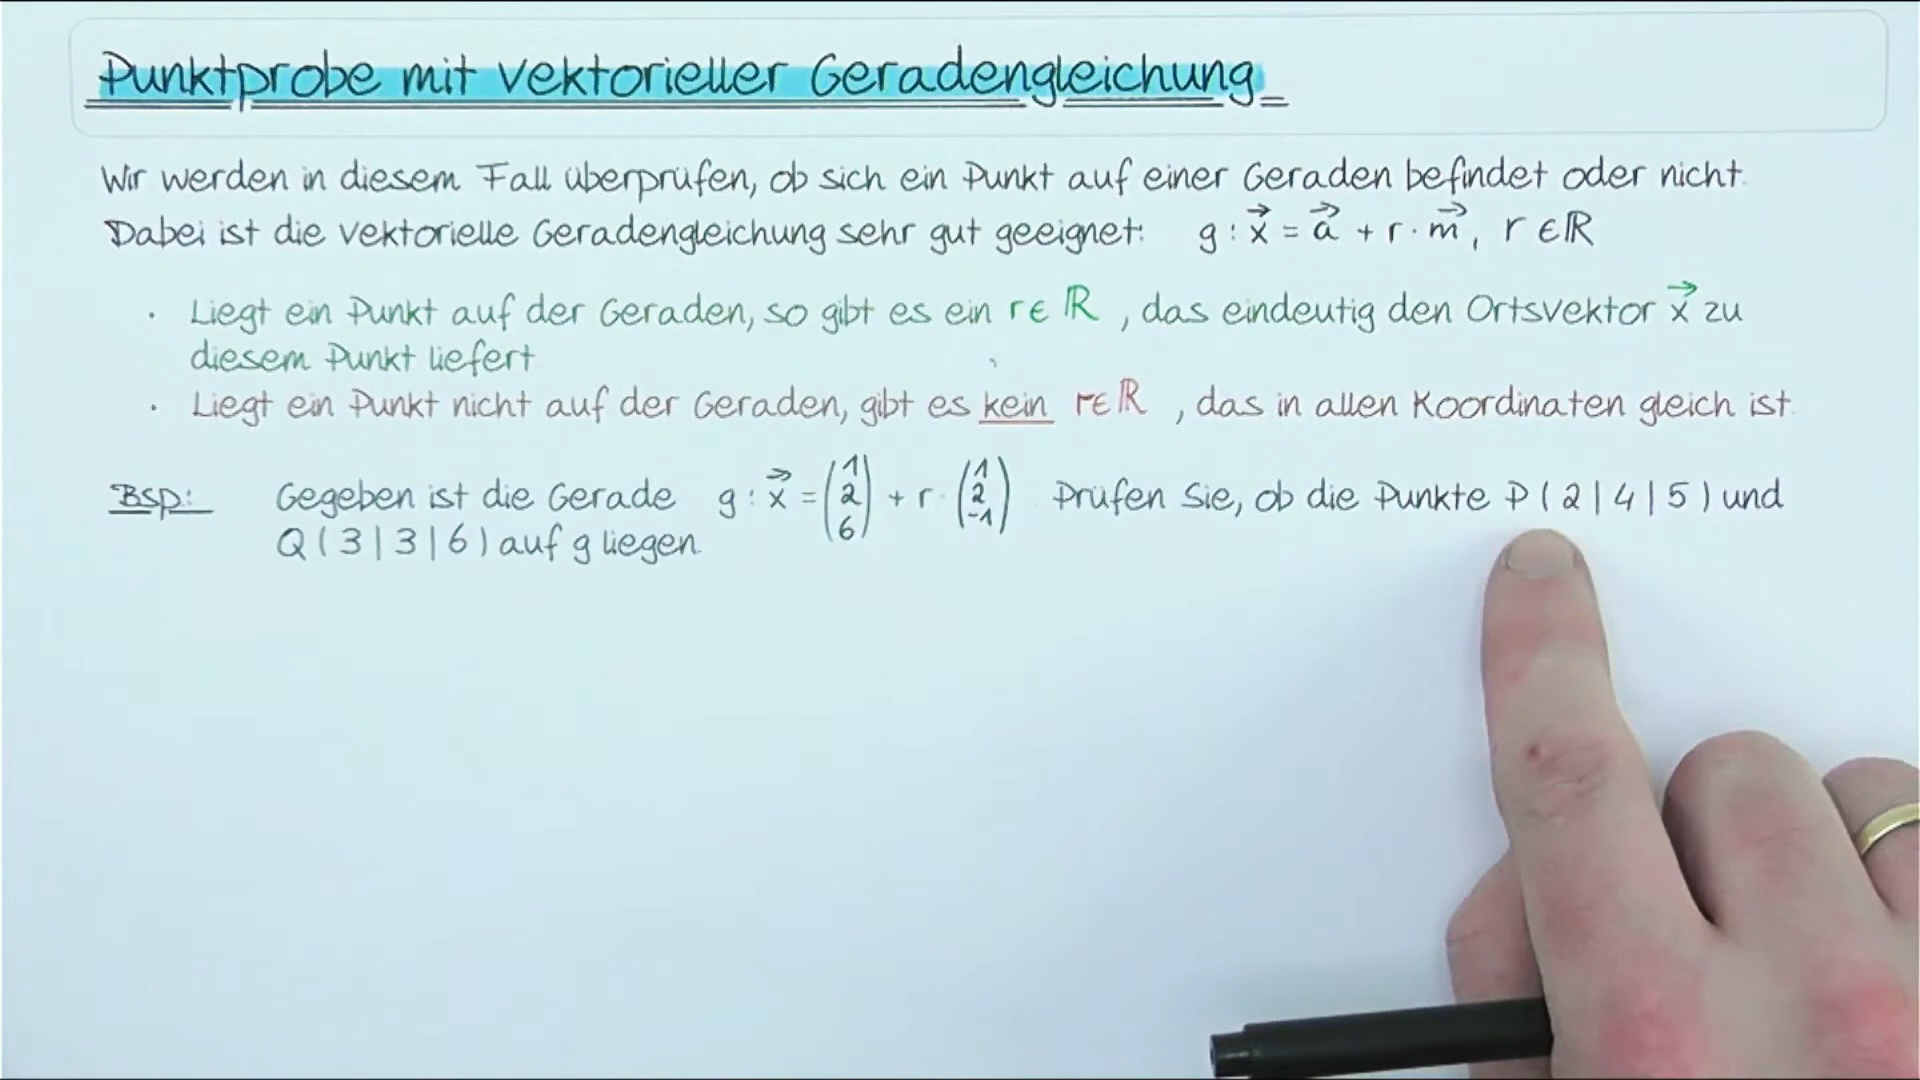 Punktprobe mit vektorieller Geradengleichung
Wir werden in diesem Fall überprüfen, ob sich ein Punkt auf einer Geraden befindet oder nicht.
Dabei ist die vektorielle Geradengleichung sehr gut geeignet: g : x⃗ = a⃗ + r · m⃗, r ∈ ℝ
· Liegt ein Punkt auf der Geraden, so gibt es ein r ∈ ℝ, das eindeutig den Ortsvektor x⃗ zu
diesem Punkt liefert
· Liegt ein Punkt nicht auf der Geraden, gibt es kein r ∈ ℝ, das in allen Koordinaten gleich ist.
Bsp: Gegeben ist die Gerade g : x⃗ = (1 2 6) + r · (1 2 -1) Prüfen Sie, ob die Punkte P ( 2 | 4 | 5 ) und
Q ( 3 | 3 | 6 ) auf g liegen.